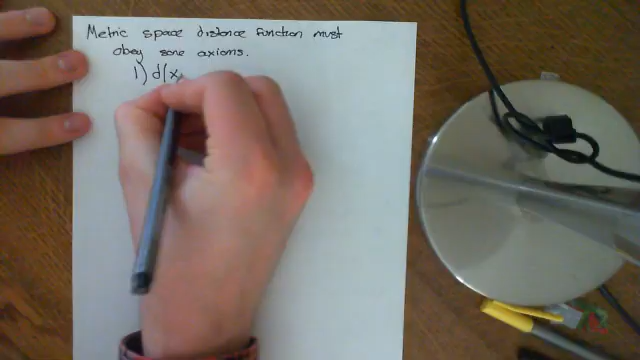 Metric space distance function must
obey some axioms.
1) d(x,